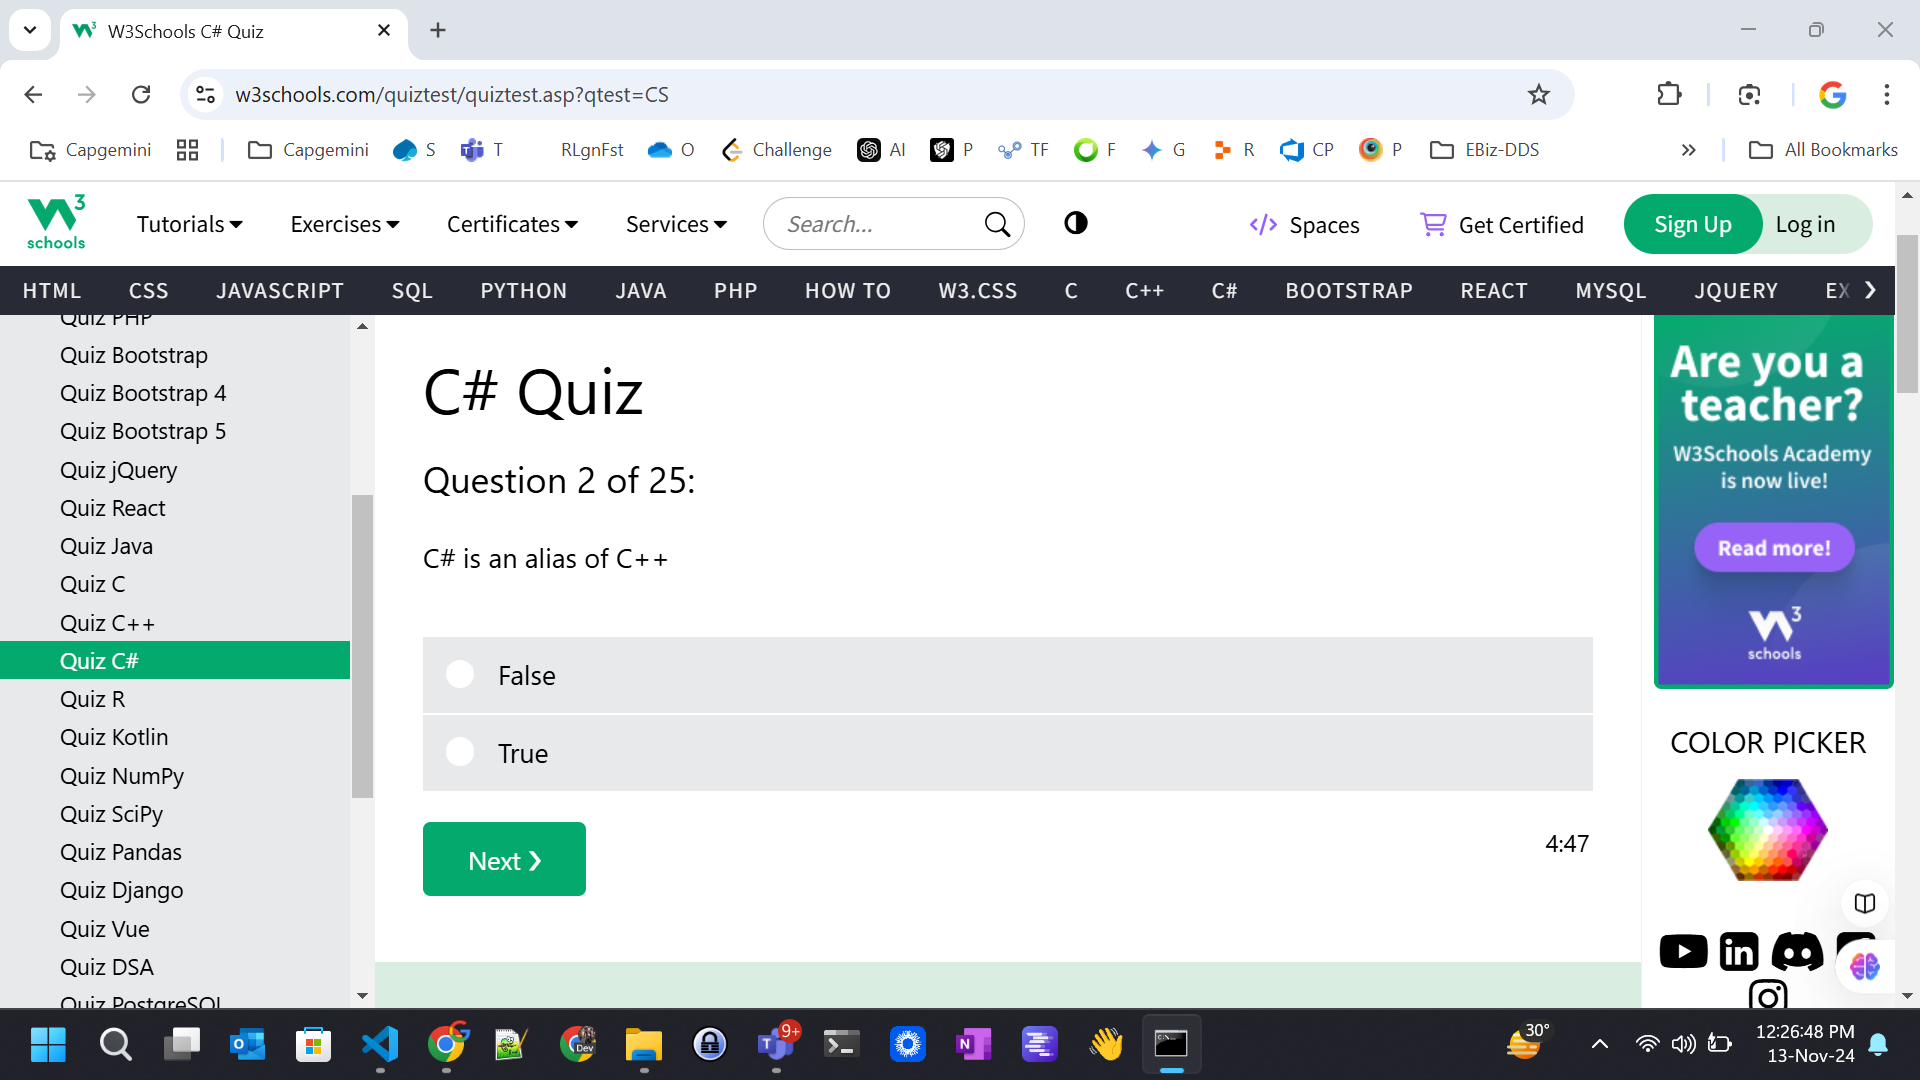 W3Schools C# Quiz
w3schools.com/quiztest/quiztest.asp?qtest=CS
Capgemini
Capgemini S T RLgnFst O Challenge AI P TF F G R CP P EBiz-DDS » All Bookmarks
W3 schools Tutorials Exercises Certificates Services Search... Spaces Get Certified Sign Up Log in
HTML CSS JAVASCRIPT SQL PYTHON JAVA PHP HOW TO W3.CSS C C++ C# BOOTSTRAP REACT MYSQL JQUERY EX ❯
Quiz PHP
Quiz Bootstrap
Quiz Bootstrap 4
Quiz Bootstrap 5
Quiz jQuery
Quiz React
Quiz Java
Quiz C
Quiz C++
Quiz C#
Quiz R
Quiz Kotlin
Quiz NumPy
Quiz SciPy
Quiz Pandas
Quiz Django
Quiz Vue
Quiz DSA
Quiz PostgreSQL
C# Quiz
Question 2 of 25:
C# is an alias of C++
False
True
Next ❯
4:47
Are you a
teacher?
W3Schools Academy
is now live!
Read more!
W3
schools
COLOR PICKER
Dev
9+
30°
12:26:48 PM
13-Nov-24